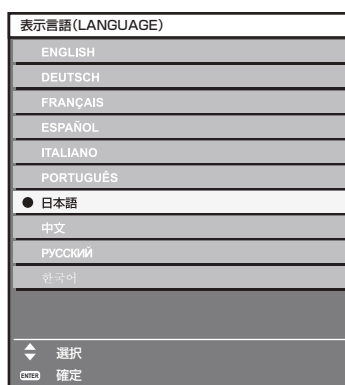 表示言語(LANGUAGE)
ENGLISH
DEUTSCH
FRANÇAIS
ESPAÑOL
ITALIANO
PORTUGUÊS
日本語
中文
РУССКИЙ
한국어
選択
ENTER 確定